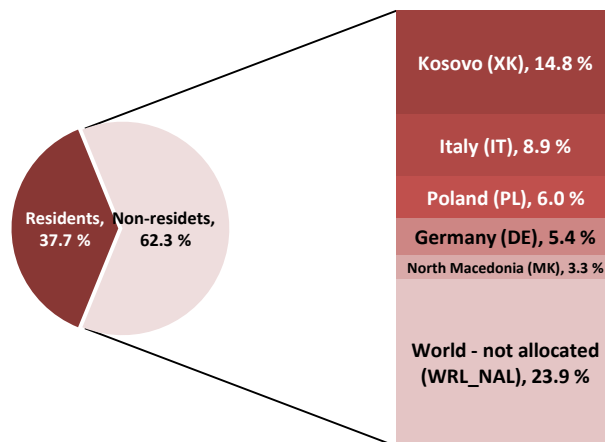 Kosovo (XK), 14.8 %
Italy (IT), 8.9 %
Poland (PL), 6.0 %
Germany (DE), 5.4 %
North Macedonia (MK), 3.3 %
World - not allocated
(WRL_NAL), 23.9 %
Residents,
37.7 %
Non-residets,
62.3 %